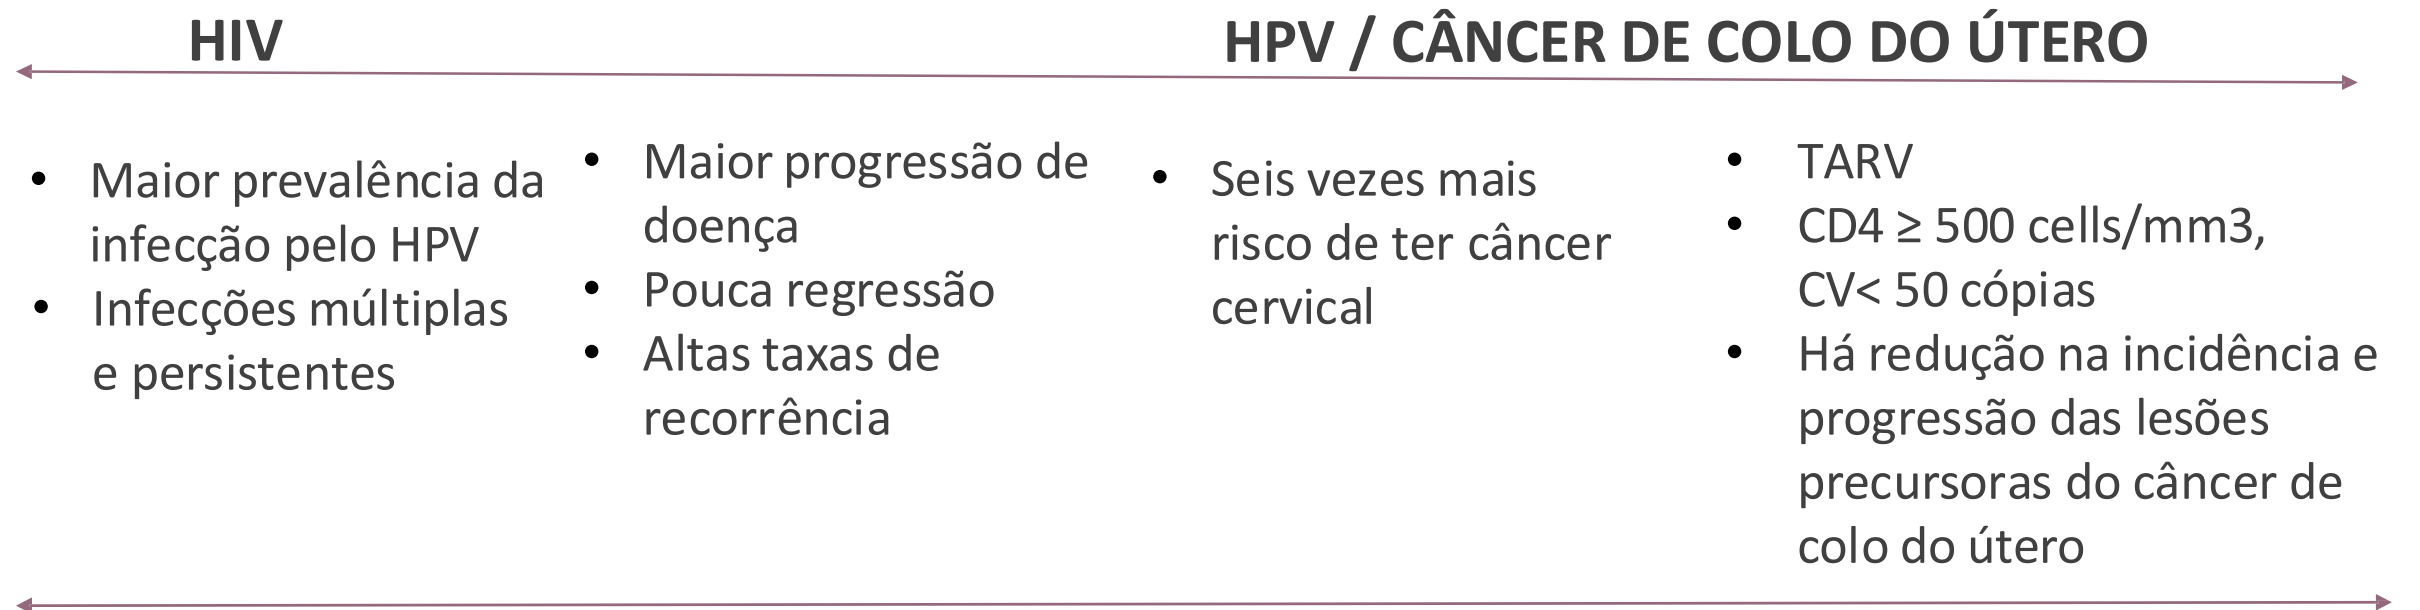 HIV
HPV / CÂNCER DE COLO DO ÚTERO
• Maior prevalência da
infecção pelo HPV
• Infecções múltiplas
e persistentes
• Maior progressão de
doença
• Pouca regressão
• Altas taxas de
recorrência
• Seis vezes mais
risco de ter câncer
cervical
• TARV
• CD4 ≥ 500 cells/mm3,
CV< 50 cópias
• Há redução na incidência e
progressão das lesões
precursoras do câncer de
colo do útero